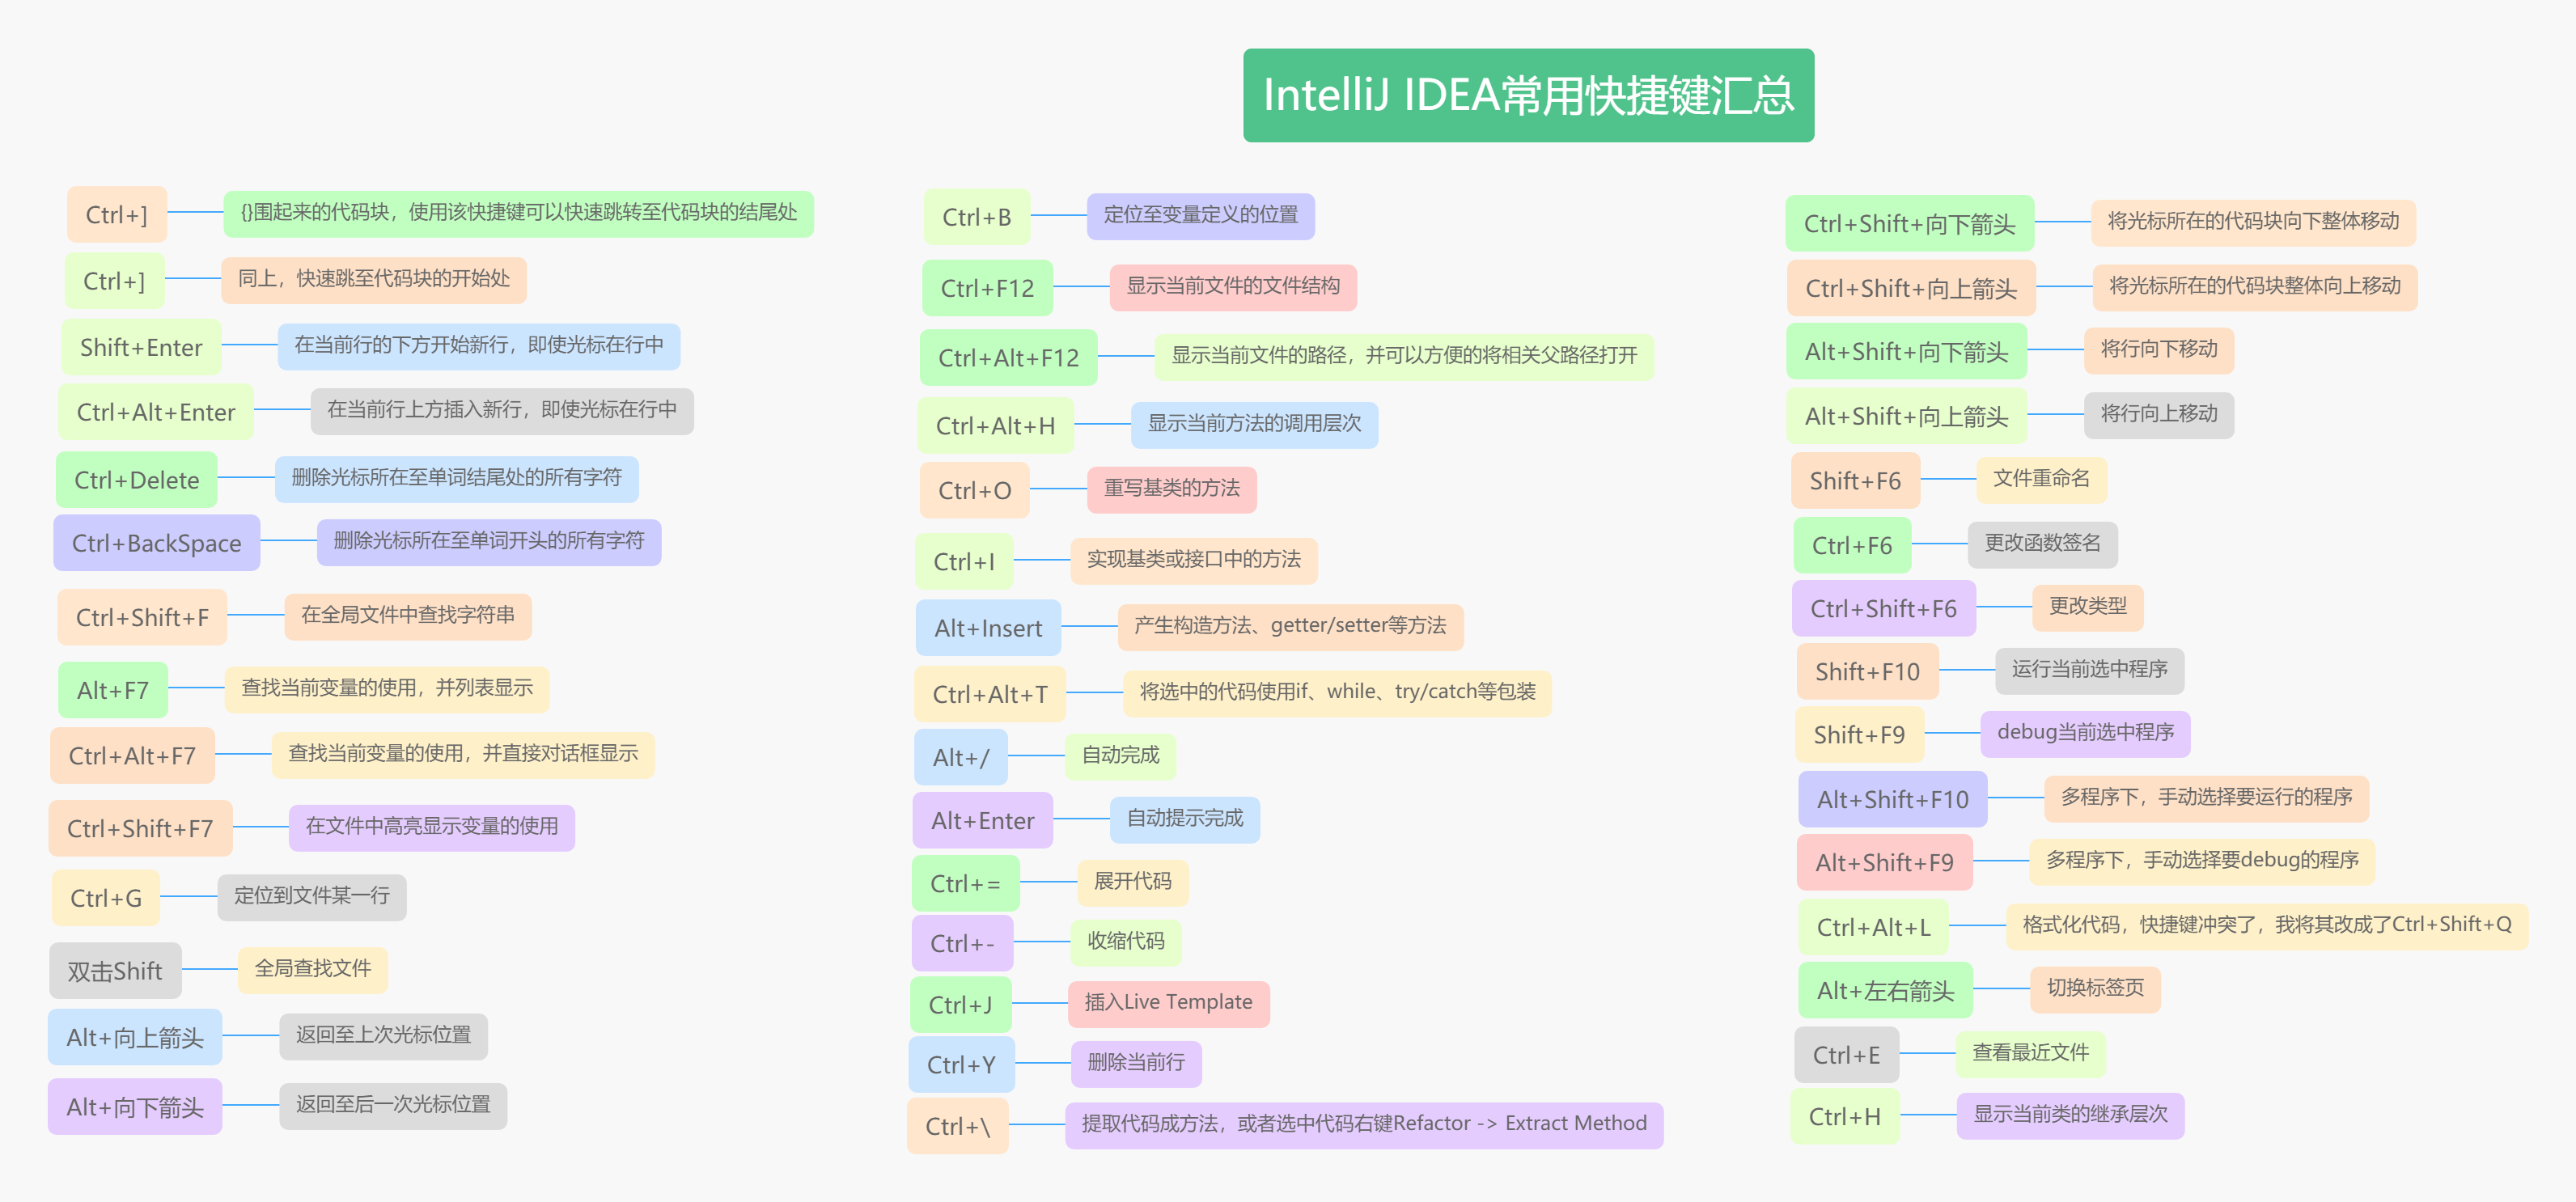 IntelliJ IDEA常用快捷键汇总
Ctrl+]
{}围起来的代码块，使用该快捷键可以快速跳转至代码块的结尾处
Ctrl+]
同上，快速跳至代码块的开始处
Shift+Enter
在当前行的下方开始新行，即使光标在行中
Ctrl+Alt+Enter
在当前行上方插入新行，即使光标在行中
Ctrl+Delete
删除光标所在至单词结尾处的所有字符
Ctrl+BackSpace
删除光标所在至单词开头的所有字符
Ctrl+Shift+F
在全局文件中查找字符串
Alt+F7
查找当前变量的使用，并列表显示
Ctrl+Alt+F7
查找当前变量的使用，并直接对话框显示
Ctrl+Shift+F7
在文件中高亮显示变量的使用
Ctrl+G
定位到文件某一行
双击Shift
全局查找文件
Alt+向上箭头
返回至上次光标位置
Alt+向下箭头
返回至后一次光标位置
Ctrl+B
定位至变量定义的位置
Ctrl+F12
显示当前文件的文件结构
Ctrl+Alt+F12
显示当前文件的路径，并可以方便的将相关父路径打开
Ctrl+Alt+H
显示当前方法的调用层次
Ctrl+O
重写基类的方法
Ctrl+I
实现基类或接口中的方法
Alt+Insert
产生构造方法、getter/setter等方法
Ctrl+Alt+T
将选中的代码使用if、while、try/catch等包装
Alt+/
自动完成
Alt+Enter
自动提示完成
Ctrl+=
展开代码
Ctrl+-
收缩代码
Ctrl+J
插入Live Template
Ctrl+Y
删除当前行
Ctrl+\
提取代码成方法，或者选中代码右键Refactor -> Extract Method
Ctrl+Shift+向下箭头
将光标所在的代码块向下整体移动
Ctrl+Shift+向上箭头
将光标所在的代码块整体向上移动
Alt+Shift+向下箭头
将行向下移动
Alt+Shift+向上箭头
将行向上移动
Shift+F6
文件重命名
Ctrl+F6
更改函数签名
Ctrl+Shift+F6
更改类型
Shift+F10
运行当前选中程序
Shift+F9
debug当前选中程序
Alt+Shift+F10
多程序下，手动选择要运行的程序
Alt+Shift+F9
多程序下，手动选择要debug的程序
Ctrl+Alt+L
格式化代码，快捷键冲突了，我将其改成了Ctrl+Shift+Q
Alt+左右箭头
切换标签页
Ctrl+E
查看最近文件
Ctrl+H
显示当前类的继承层次